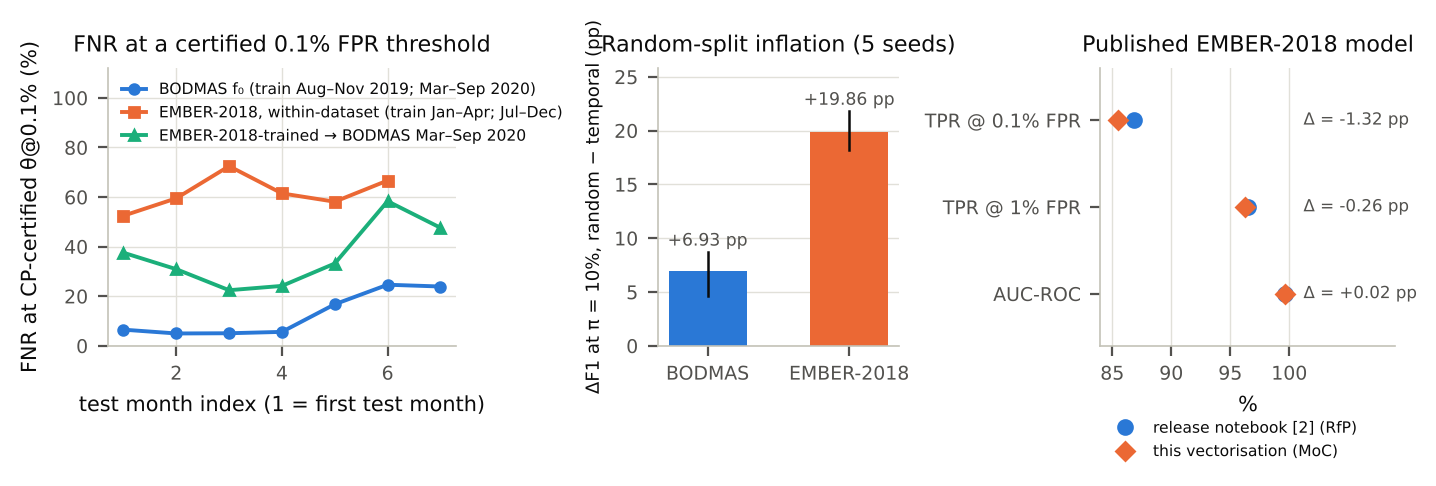 FNR at a certified 0.1% FPR threshold
FNR at CP-certified θ@0.1% (%)
BODMAS f₀ (train Aug–Nov 2019; Mar–Sep 2020)
EMBER-2018, within-dataset (train Jan–Apr; Jul–Dec)
EMBER-2018-trained → BODMAS Mar–Sep 2020
100
80
60
40
20
0
2 4 6
test month index (1 = first test month)
Random-split inflation (5 seeds)
ΔF1 at π = 10%, random − temporal (pp)
25
20
15
10
5
0
+6.93 pp
+19.86 pp
BODMAS EMBER-2018
Published EMBER-2018 model
TPR @ 0.1% FPR
Δ = -1.32 pp
TPR @ 1% FPR
Δ = -0.26 pp
AUC-ROC
Δ = +0.02 pp
85 90 95 100
%
release notebook [2] (RfP)
this vectorisation (MoC)